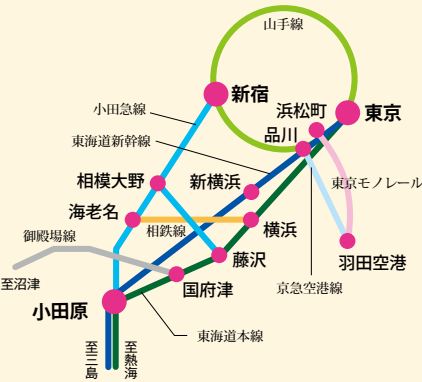 山手線
新宿
浜松町
東京
小田急線
品川
東海道新幹線
相模大野
新横浜
東京モノレール
海老名
相鉄線
横浜
御殿場線
藤沢
羽田空港
至沼津
国府津
京急空港線
小田原
東海道本線
至三島
至熱海